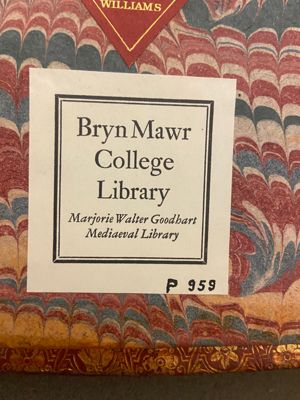 WILLIAMS
Bryn Mawr
College
Library
Marjorie Walter Goodhart
Mediaeval Library
P 959